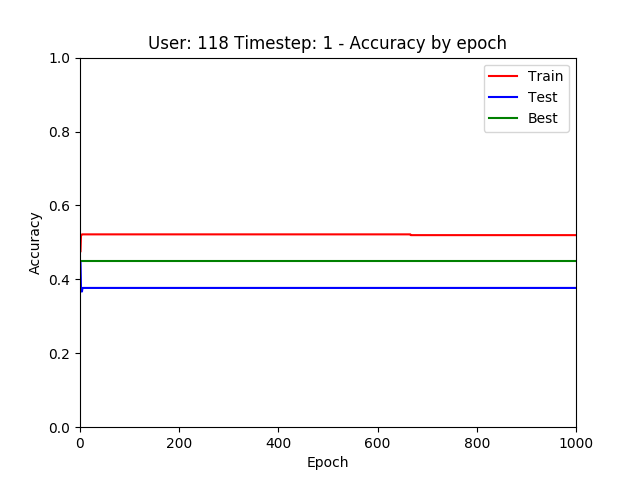 User: 118 Timestep: 1 - Accuracy by epoch
1.0
0.8
0.6
0.4
0.2
0.0
Accuracy
Train
Test
Best
0 200 400 600 800 1000
Epoch